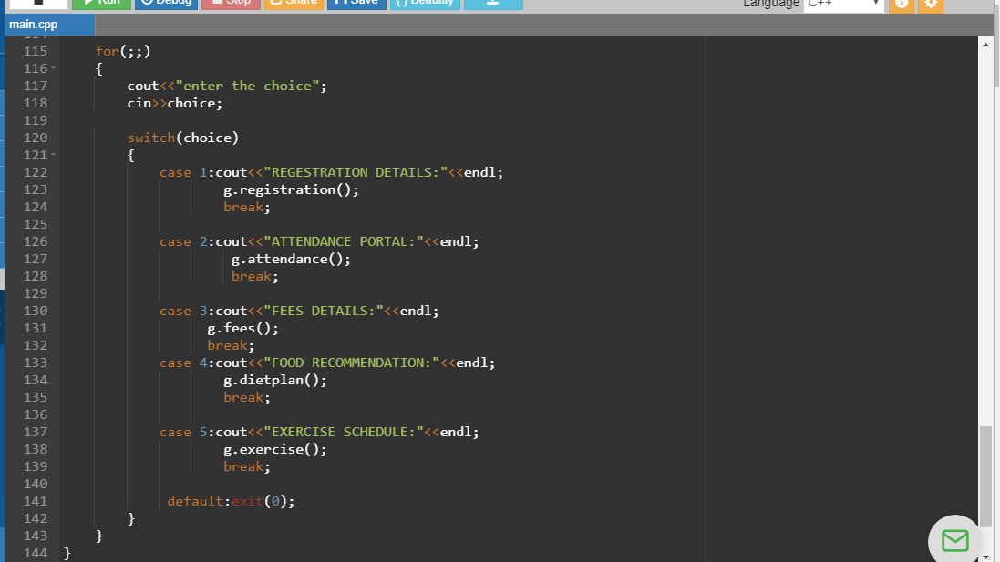 Run Debug Stop Share Save {} Beautify Language C++
main.cpp
115 for(;;)
116 {
117 cout<<"enter the choice";
118 cin>>choice;
119
120 switch(choice)
121 {
122 case 1:cout<<"REGESTRATION DETAILS:"<<endl;
123 g.registration();
124 break;
125
126 case 2:cout<<"ATTENDANCE PORTAL:"<<endl;
127 g.attendance();
128 break;
129
130 case 3:cout<<"FEES DETAILS:"<<endl;
131 g.fees();
132 break;
133 case 4:cout<<"FOOD RECOMMENDATION:"<<endl;
134 g.dietplan();
135 break;
136
137 case 5:cout<<"EXERCISE SCHEDULE:"<<endl;
138 g.exercise();
139 break;
140
141 default:exit(0);
142 }
143 }
144 }